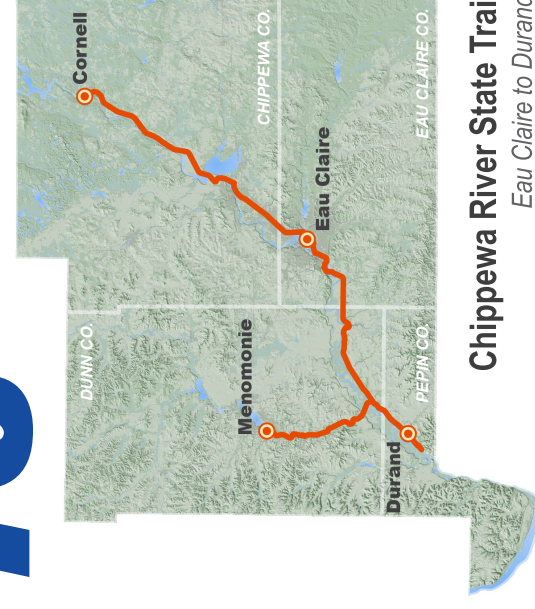 Cornell
DUNN CO.
Menomonie
CHIPPEWA CO.
Eau Claire
Durand
PEPIN CO.
EAU CLAIRE CO.
Chippewa River State Trai
Eau Claire to Durand